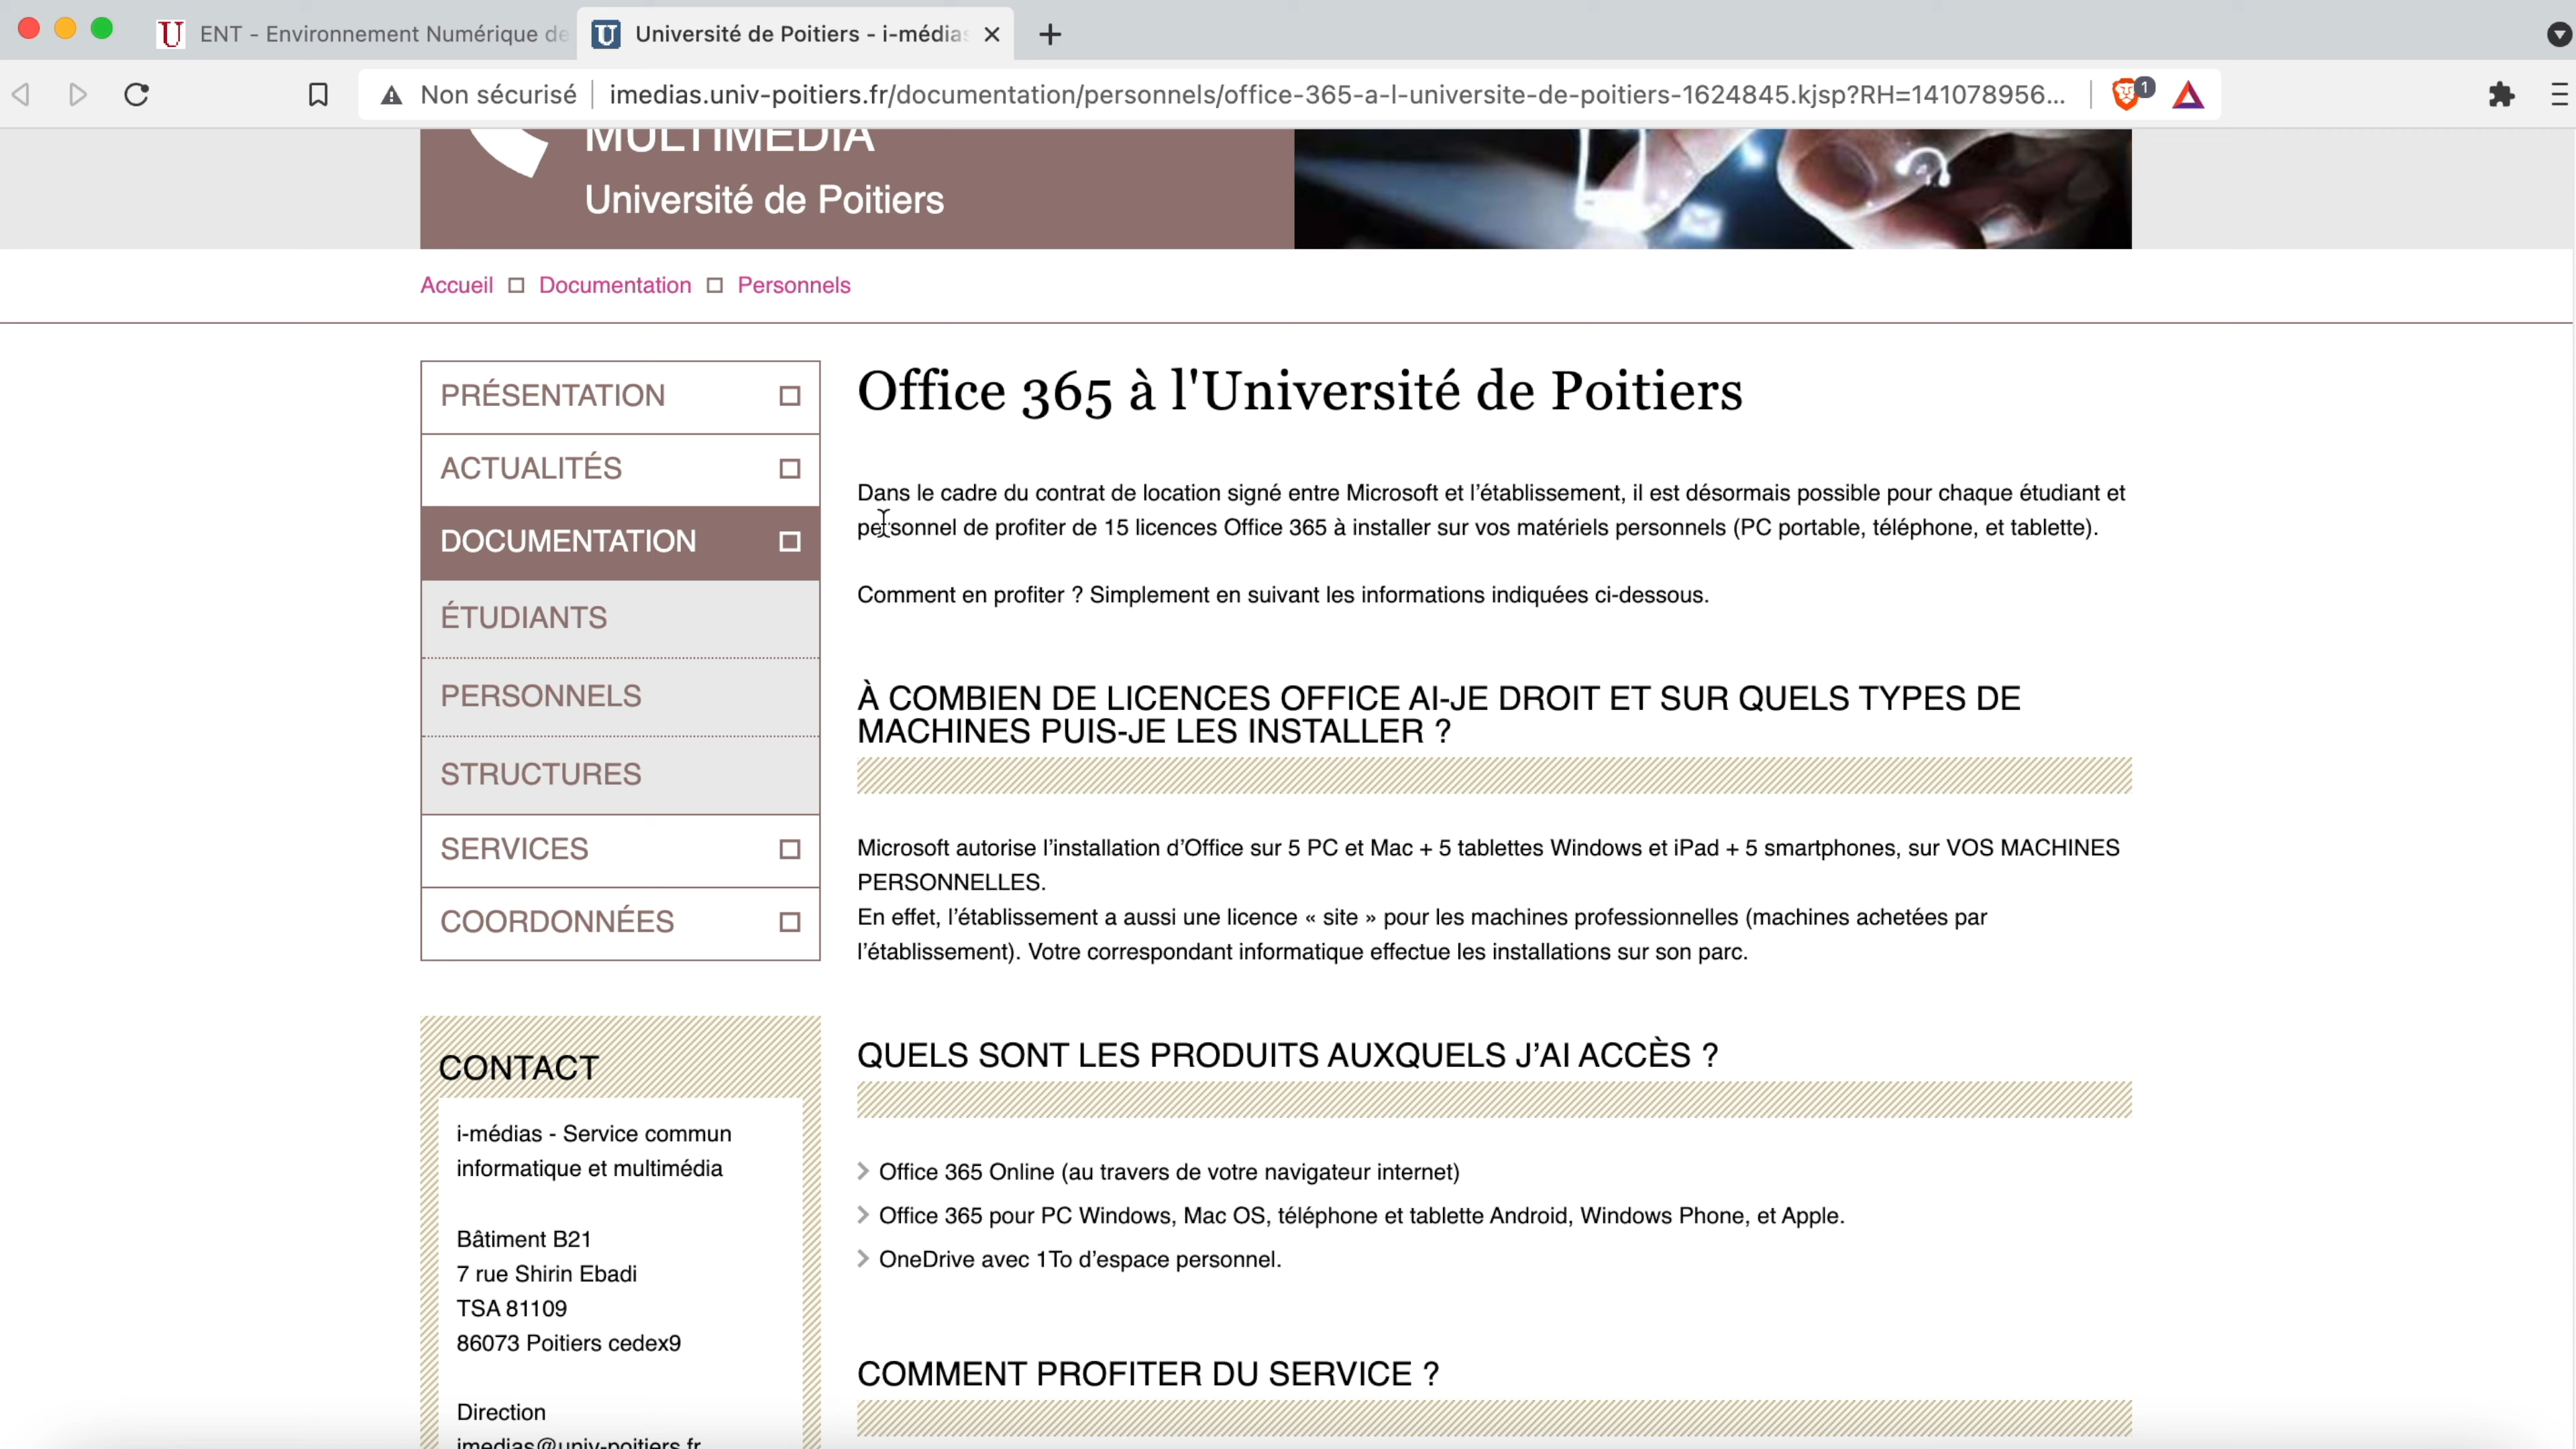 ENT - Environnement Numérique de
Université de Poitiers - i-médias
Non sécurisé
imedias.univ-poitiers.fr/documentation/personnels/office-365-a-l-universite-de-poitiers-1624845.kjsp?RH=141078956...
1
MULTIMÉDIA
Université de Poitiers
Accueil Documentation Personnels
PRÉSENTATION
ACTUALITÉS
DOCUMENTATION
ÉTUDIANTS
PERSONNELS
STRUCTURES
SERVICES
COORDONNÉES
CONTACT
i-médias - Service commun
informatique et multimédia
Bâtiment B21
7 rue Shirin Ebadi
TSA 81109
86073 Poitiers cedex9
Direction
imedias@univ-poitiers.fr
Office 365 à l'Université de Poitiers
Dans le cadre du contrat de location signé entre Microsoft et l’établissement, il est désormais possible pour chaque étudiant et
personnel de profiter de 15 licences Office 365 à installer sur vos matériels personnels (PC portable, téléphone, et tablette).
Comment en profiter ? Simplement en suivant les informations indiquées ci-dessous.
À COMBIEN DE LICENCES OFFICE AI-JE DROIT ET SUR QUELS TYPES DE
MACHINES PUIS-JE LES INSTALLER ?
Microsoft autorise l’installation d’Office sur 5 PC et Mac + 5 tablettes Windows et iPad + 5 smartphones, sur VOS MACHINES
PERSONNELLES.
En effet, l’établissement a aussi une licence « site » pour les machines professionnelles (machines achetées par
l’établissement). Votre correspondant informatique effectue les installations sur son parc.
QUELS SONT LES PRODUITS AUXQUELS J’AI ACCÈS ?
Office 365 Online (au travers de votre navigateur internet)
Office 365 pour PC Windows, Mac OS, téléphone et tablette Android, Windows Phone, et Apple.
OneDrive avec 1To d’espace personnel.
COMMENT PROFITER DU SERVICE ?